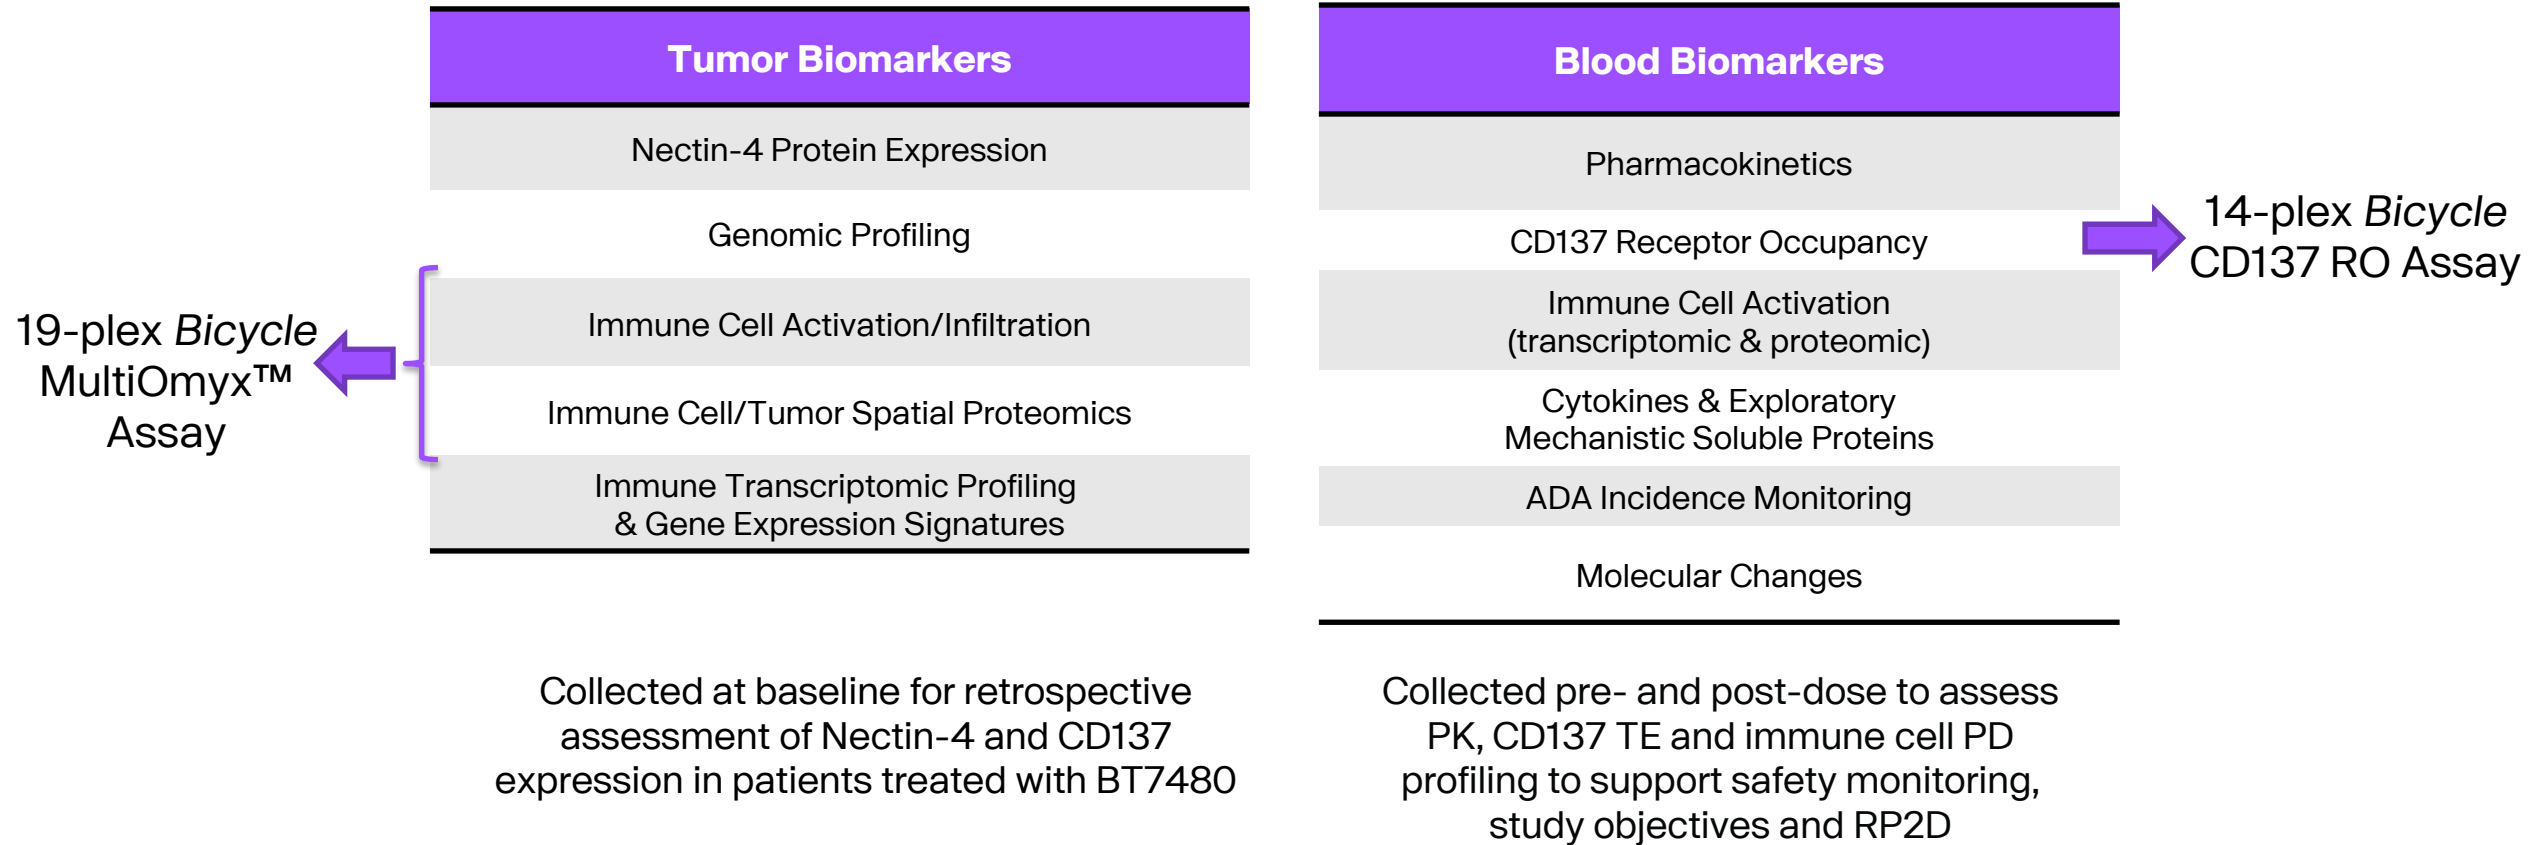 Tumor Biomarkers
Nectin-4 Protein Expression
Genomic Profiling
Immune Cell Activation/Infiltration
Immune Cell/Tumor Spatial Proteomics
Immune Transcriptomic Profiling
& Gene Expression Signatures
19-plex Bicycle
MultiOmyx™
Assay
Collected at baseline for retrospective
assessment of Nectin-4 and CD137
expression in patients treated with BT7480
Blood Biomarkers
Pharmacokinetics
CD137 Receptor Occupancy
Immune Cell Activation
(transcriptomic & proteomic)
Cytokines & Exploratory
Mechanistic Soluble Proteins
ADA Incidence Monitoring
Molecular Changes
14-plex Bicycle
CD137 RO Assay
Collected pre- and post-dose to assess
PK, CD137 TE and immune cell PD
profiling to support safety monitoring,
study objectives and RP2D